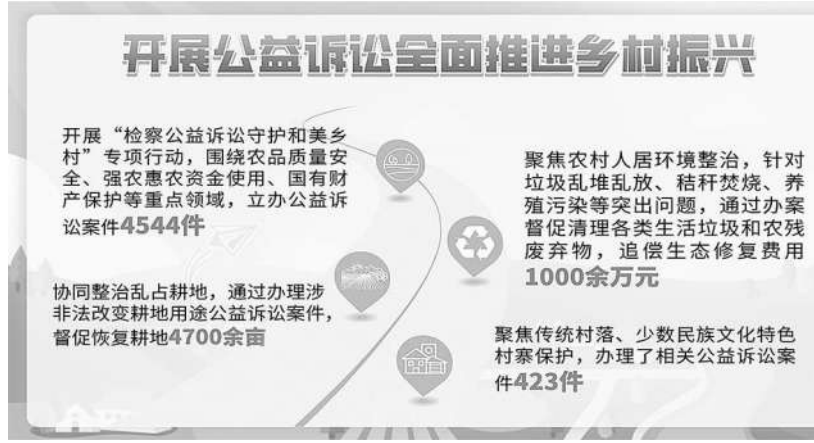 开展公益诉讼全面推进乡村振兴
开展“检察公益诉讼守护和美乡
村”专项行动，围绕农品质量安
全、强农惠农资金使用、国有财
产保护等重点领域，立办公益诉
讼案件4544件
聚焦农村人居环境整治，针对
垃圾乱堆乱放、秸秆焚烧、养
殖污染等突出问题，通过办案
督促清理各类生活垃圾和农残
废弃物，追偿生态修复费用
1000余万元
协同整治乱占耕地，通过办理涉
非法改变耕地用途公益诉讼案件，
督促恢复耕地4700余亩
聚焦传统村落、少数民族文化特色
村寨保护，办理了相关公益诉讼案
件423件